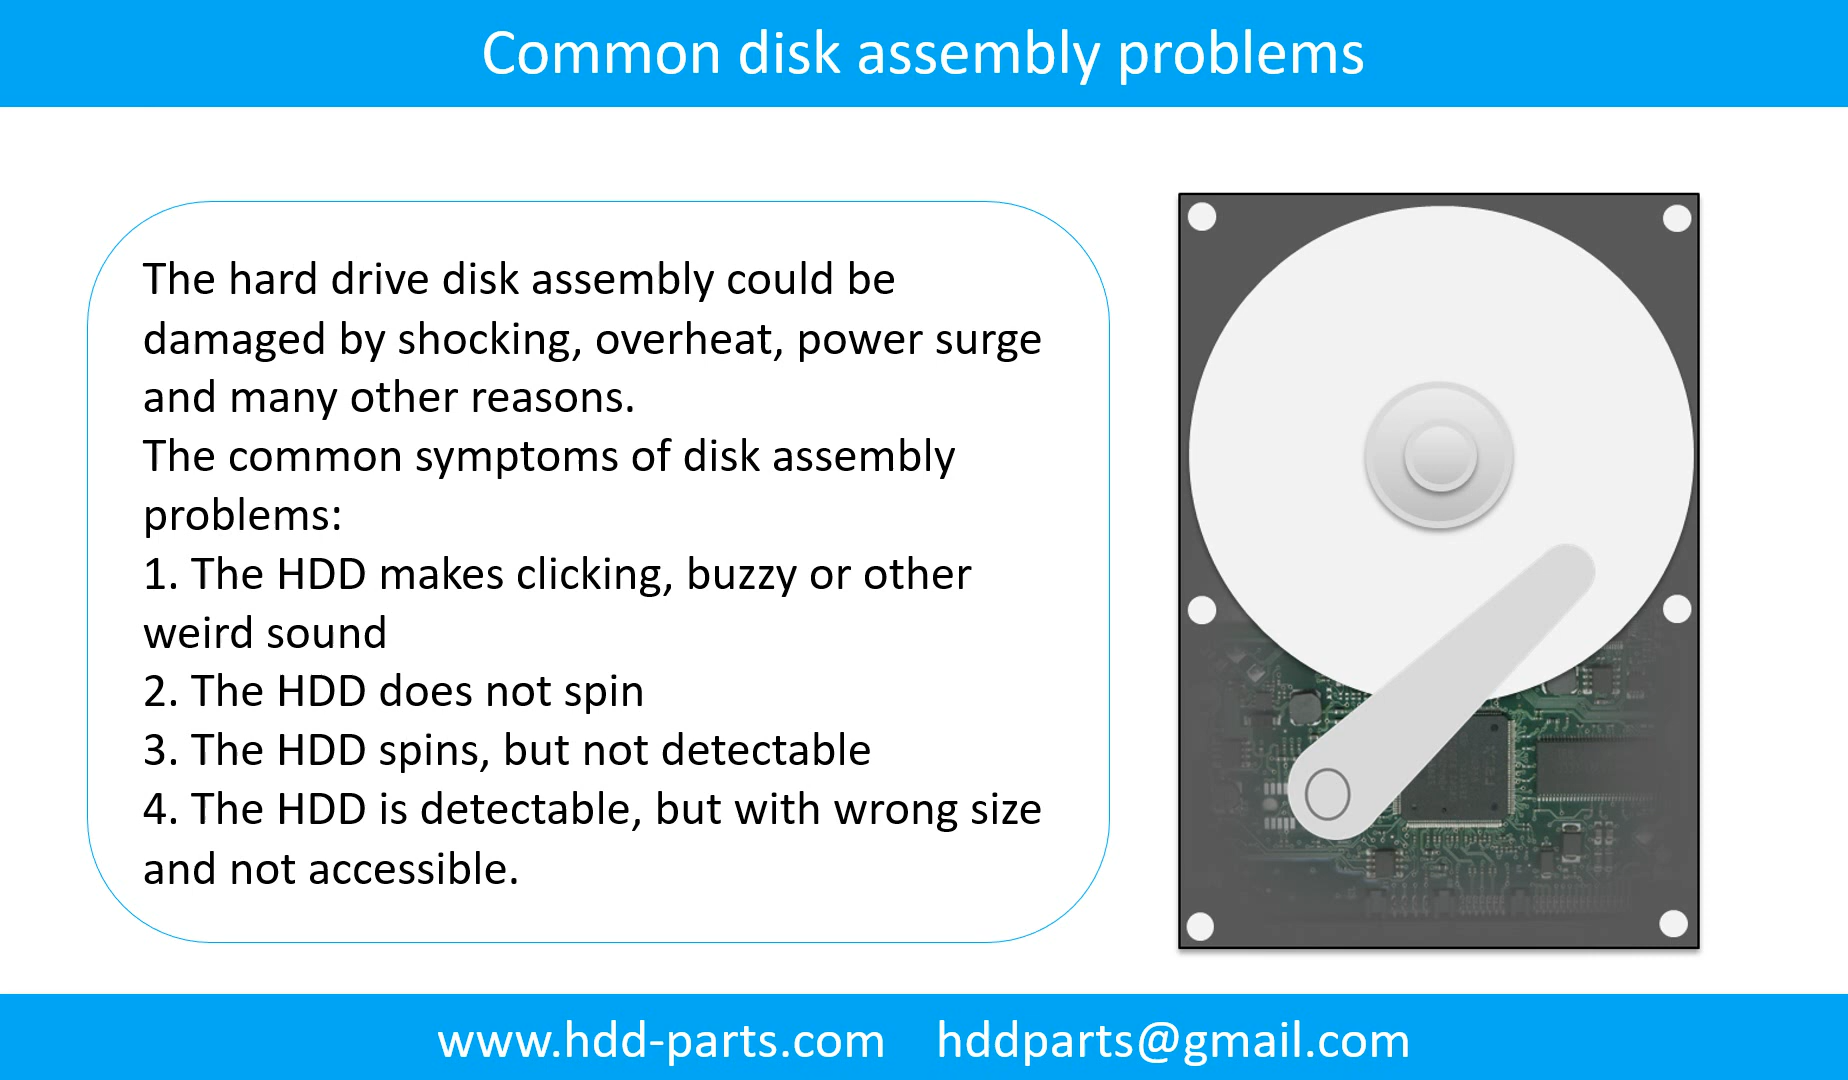 Common disk assembly problems
The hard drive disk assembly could be
damaged by shocking, overheat, power surge
and many other reasons.
The common symptoms of disk assembly
problems:
1. The HDD makes clicking, buzzy or other
weird sound
2. The HDD does not spin
3. The HDD spins, but not detectable
4. The HDD is detectable, but with wrong size
and not accessible.
www.hdd-parts.com hddparts@gmail.com